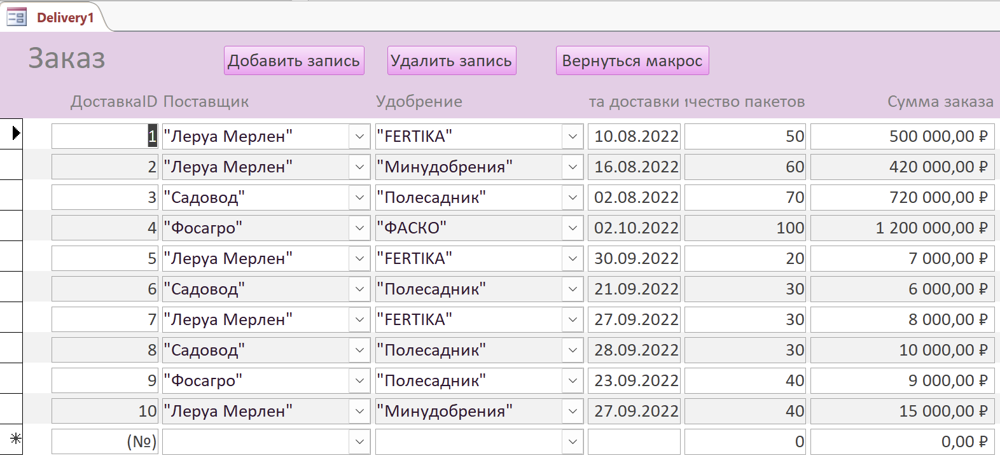 Delivery1
Заказ Добавить запись Удалить запись Вернуться макрос
ДоставкаID Поставщик Удобрение та доставки чество пакетов Сумма заказа
1 "Леруа Мерлен" "FERTIKA" 10.08.2022 50 500 000,00 ₽
2 "Леруа Мерлен" "Минудобрения" 16.08.2022 60 420 000,00 ₽
3 "Садовод" "Полесадник" 02.08.2022 70 720 000,00 ₽
4 "Фосагро" "ФАСКО" 02.10.2022 100 1 200 000,00 ₽
5 "Леруа Мерлен" "FERTIKA" 30.09.2022 20 7 000,00 ₽
6 "Садовод" "Полесадник" 21.09.2022 30 6 000,00 ₽
7 "Леруа Мерлен" "FERTIKA" 27.09.2022 30 8 000,00 ₽
8 "Садовод" "Полесадник" 28.09.2022 30 10 000,00 ₽
9 "Фосагро" "Полесадник" 23.09.2022 40 9 000,00 ₽
10 "Леруа Мерлен" "Минудобрения" 27.09.2022 40 15 000,00 ₽
(№) 0 0,00 ₽